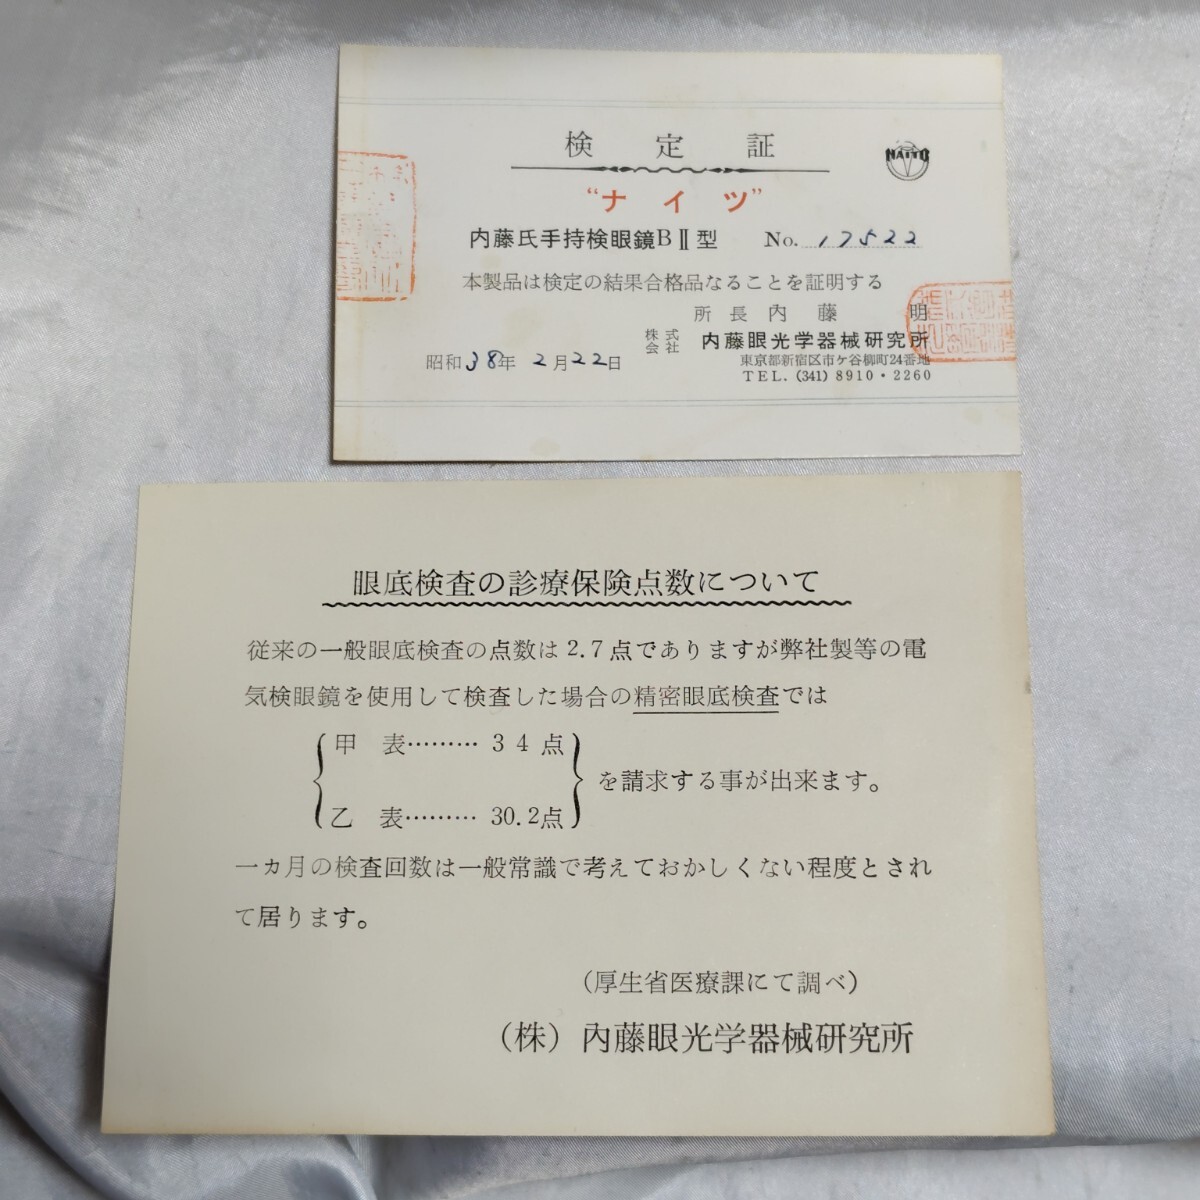 検定証
NAITO
“ナイツ”
内藤氏手持検眼鏡BⅡ型 No. 17522
本製品は検定の結果合格品なることを証明する
所長 内藤 明
株式会社 内藤眼光学器械研究所
昭和38年 2月22日
東京都新宿区市ケ谷柳町24番地
TEL. (341) 8910・2260
眼底検査の診療保険点数について
従来の一般眼底検査の点数は2.7点でありますが弊社製等の電
気検眼鏡を使用して検査した場合の精密眼底検査では
甲 表……… 34点
を請求する事が出来ます。
乙 表……… 30.2点
一カ月の検査回数は一般常識で考えておかしくない程度とされ
て居ります。
(厚生省医療課にて調べ)
(株) 内藤眼光学器械研究所